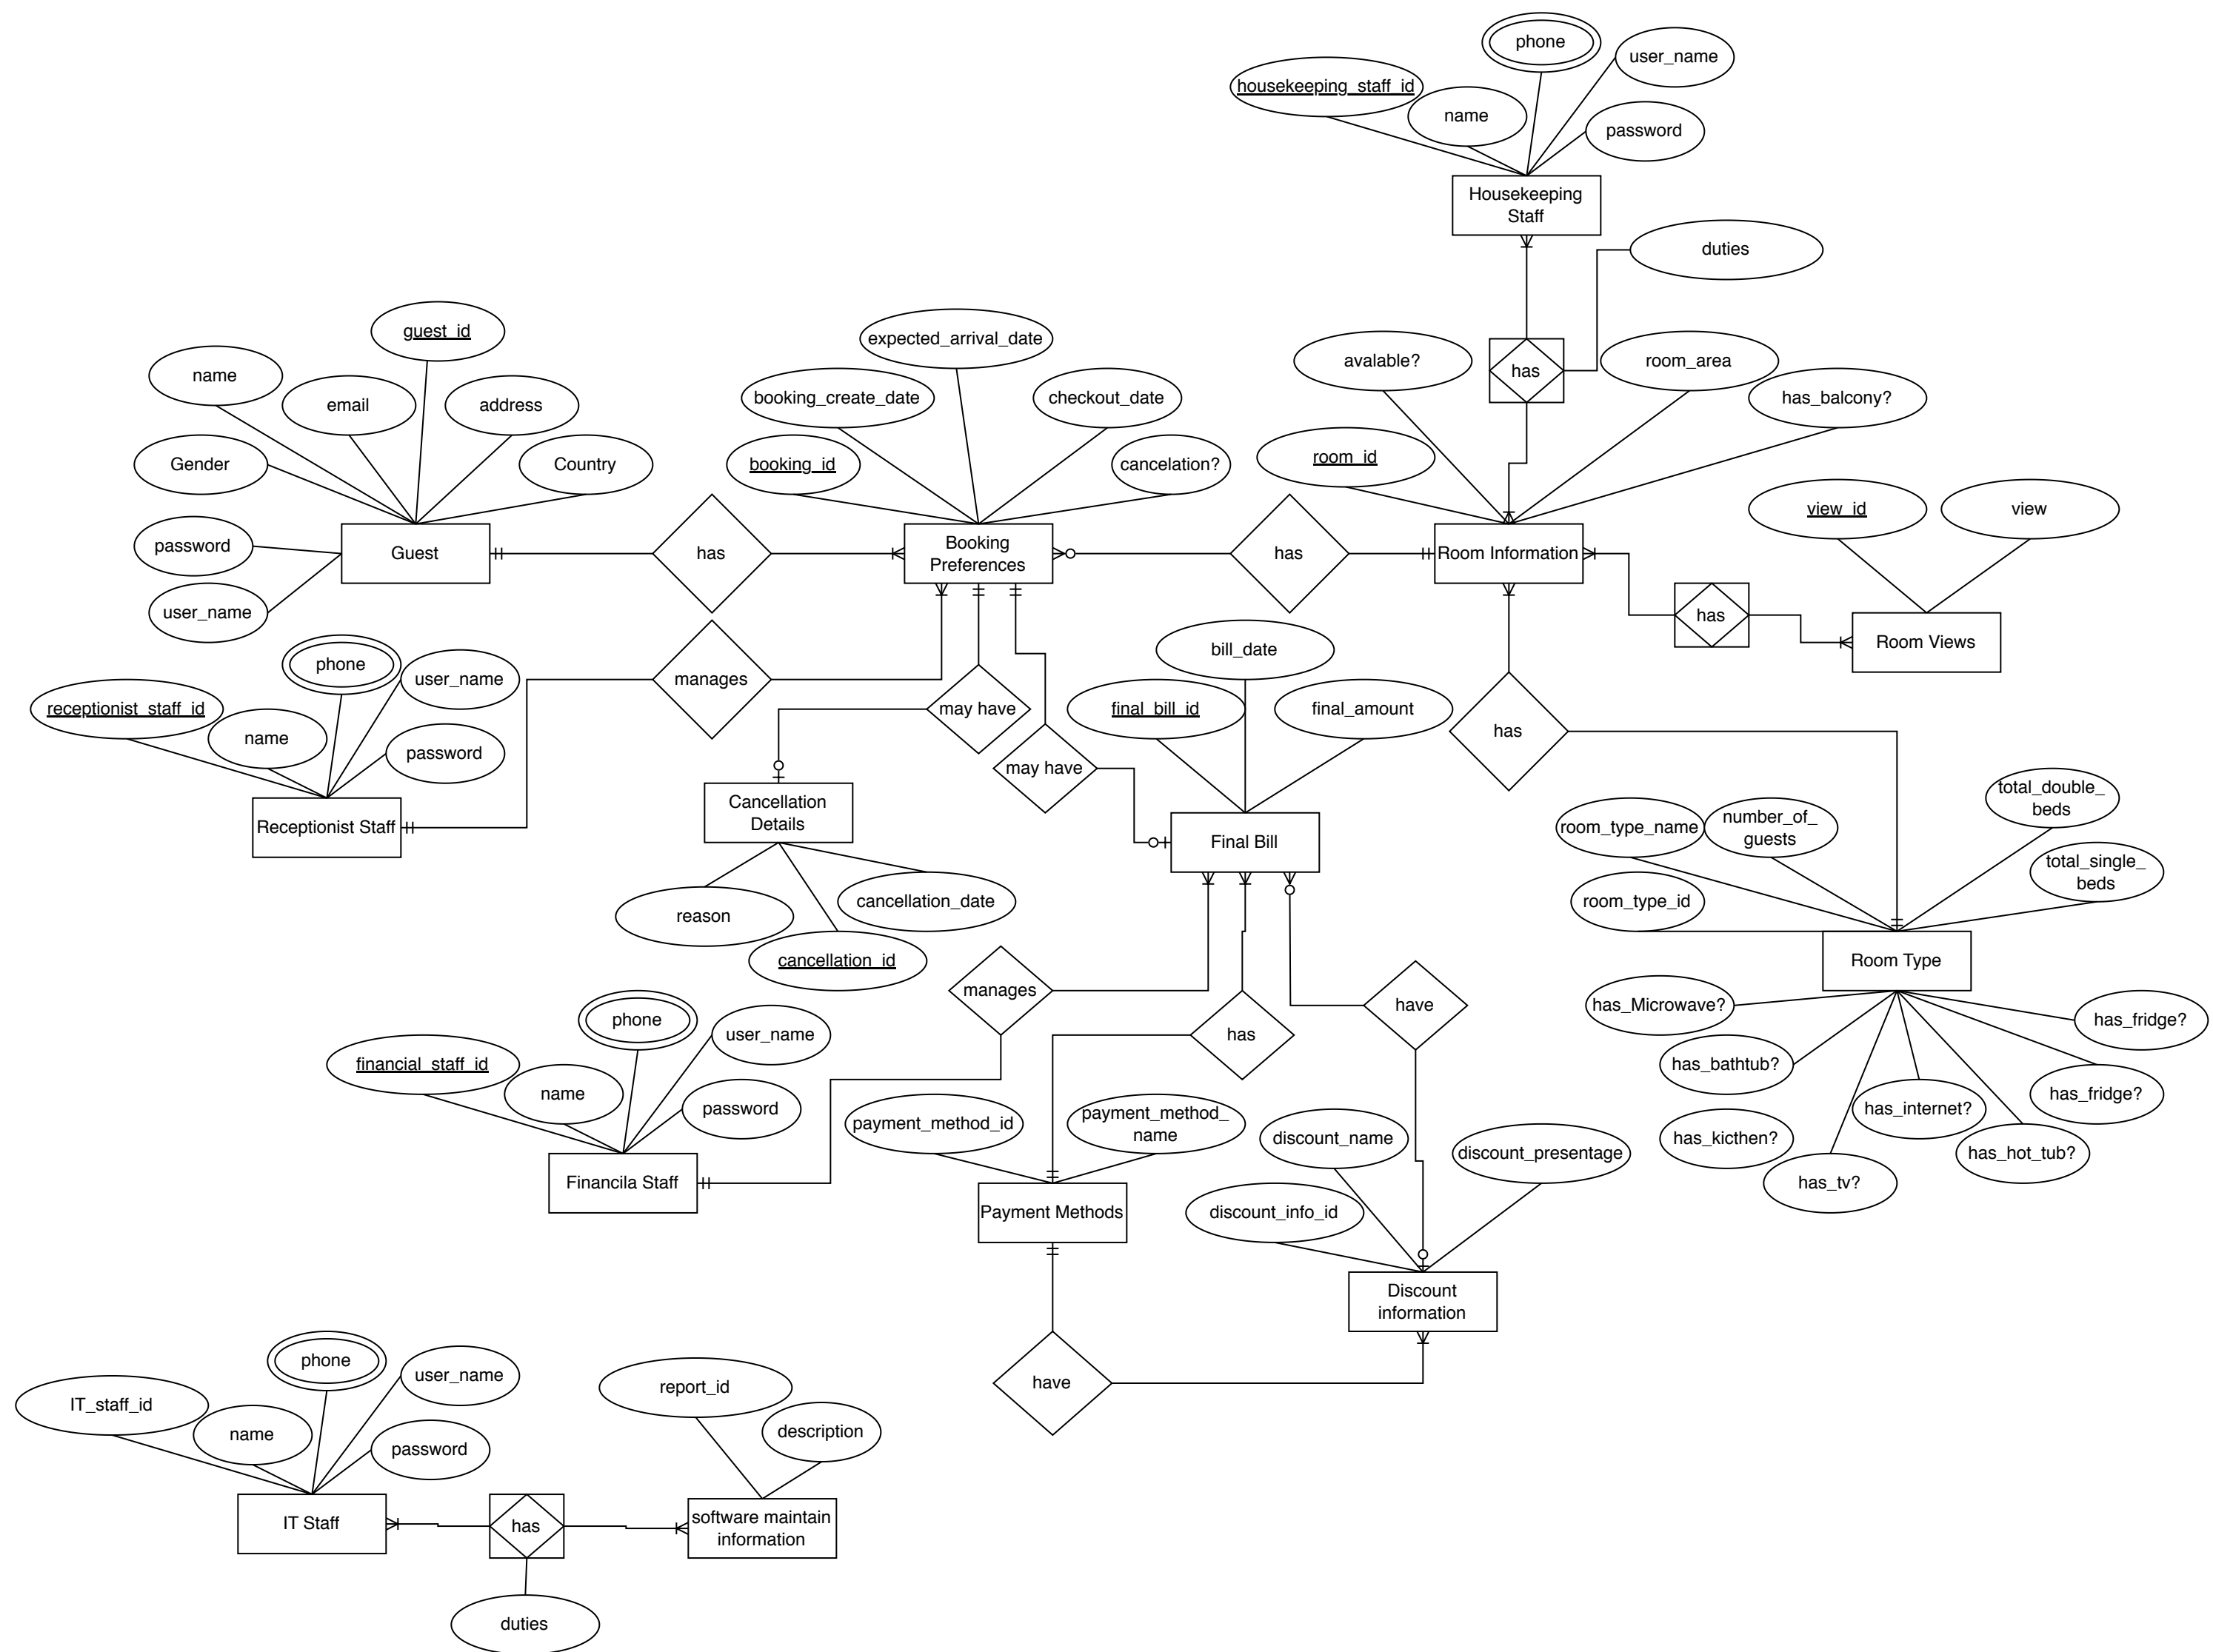 phone
user_name
housekeeping_staff_id
name
password
Housekeeping
Staff
duties
guest_id
expected_arrival_date
avalable?
has
room_area
name
email
address
booking_create_date
checkout_date
has_balcony?
Gender
Country
booking_id
cancelation?
room_id
view_id
view
password
Guest
has
Booking
Preferences
has
Room Information
user_name
has
Room Views
phone
user_name
manages
bill_date
receptionist_staff_id
name
password
may have
final_bill_id
final_amount
has
may have
Receptionist Staff
Cancellation
Details
Final Bill
room_type_name
number_of_
guests
total_double_
beds
total_single_
beds
reason
cancellation_date
room_type_id
cancellation_id
Room Type
manages
have
has_Microwave?
has_fridge?
phone
user_name
has
financial_staff_id
name
password
has_bathtub?
has_internet?
has_fridge?
payment_method_id
payment_method_
name
discount_name
discount_presentage
has_kicthen?
has_hot_tub?
has_tv?
Financila Staff
Payment Methods
discount_info_id
Discount
information
phone
user_name
report_id
have
IT_staff_id
name
password
description
IT Staff
has
software maintain
information
duties